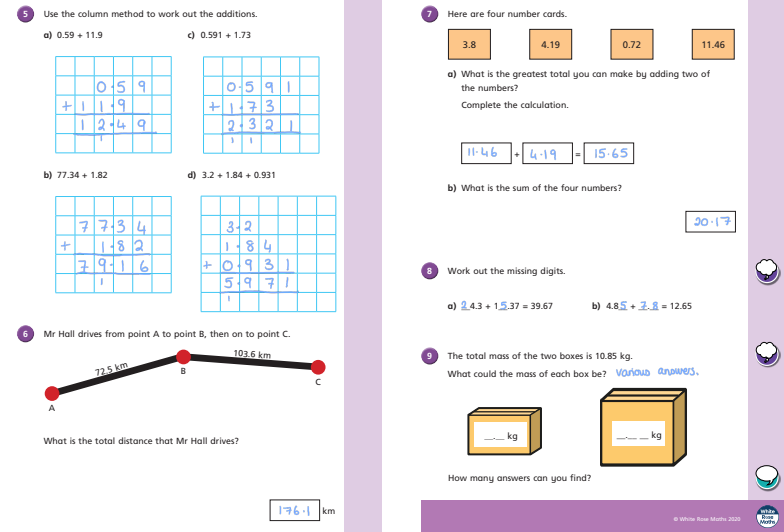 5 Use the column method to work out the additions.
a) 0.59 + 11.9
c) 0.591 + 1.73
0.59
+ 11.9
12.49
1
0.591
+ 1.73
2.321
1 1
b) 77.34 + 1.82
d) 3.2 + 1.84 + 0.931
77.34
+ 1.82
79.16
1
3.2
1.84
+ 0.931
5.971
1
6 Mr Hall drives from point A to point B, then on to point C.
72.5 km
103.6 km
A
B
C
What is the total distance that Mr Hall drives?
176.1 km
7 Here are four number cards.
3.8
4.19
0.72
11.46
a) What is the greatest total you can make by adding two of
the numbers?
Complete the calculation.
11.46 + 4.19 = 15.65
b) What is the sum of the four numbers?
20.17
8 Work out the missing digits.
a) 24.3 + 15.37 = 39.67
b) 4.85 + 7.8 = 12.65
9 The total mass of the two boxes is 10.85 kg.
What could the mass of each box be? various answers.
__.__ kg
__.__ __ kg
How many answers can you find?
© White Rose Maths 2020
White
Rose
Maths